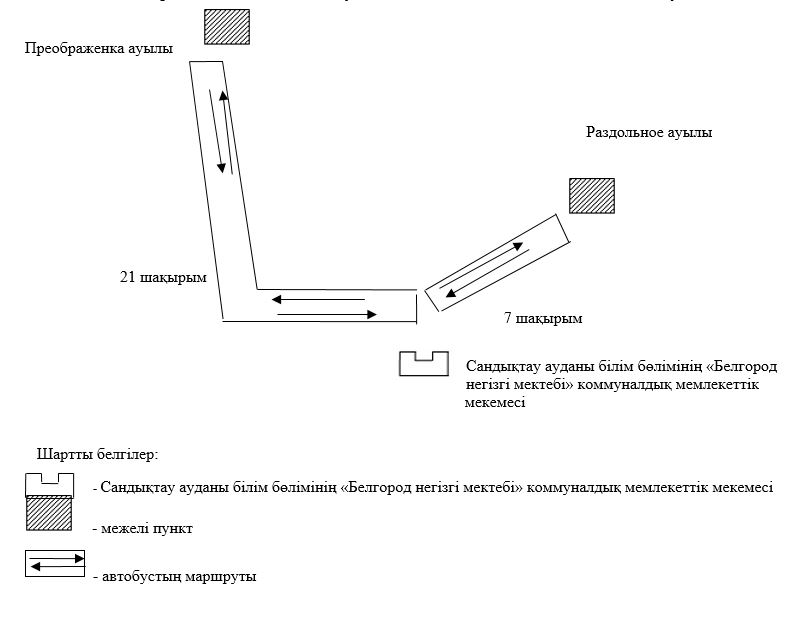 Преображенка ауылы
Раздольное ауылы
21 шақырым
7 шақырым
Сандықтау ауданы білім бөлімінің «Белгород
негізгі мектебі» коммуналдық мемлекеттік
мекемесі
Шартты белгілер:
- Сандықтау ауданы білім бөлімінің «Белгород негізгі мектебі» коммуналдық мемлекеттік мекемесі
- межелі пункт
- автобустың маршруты